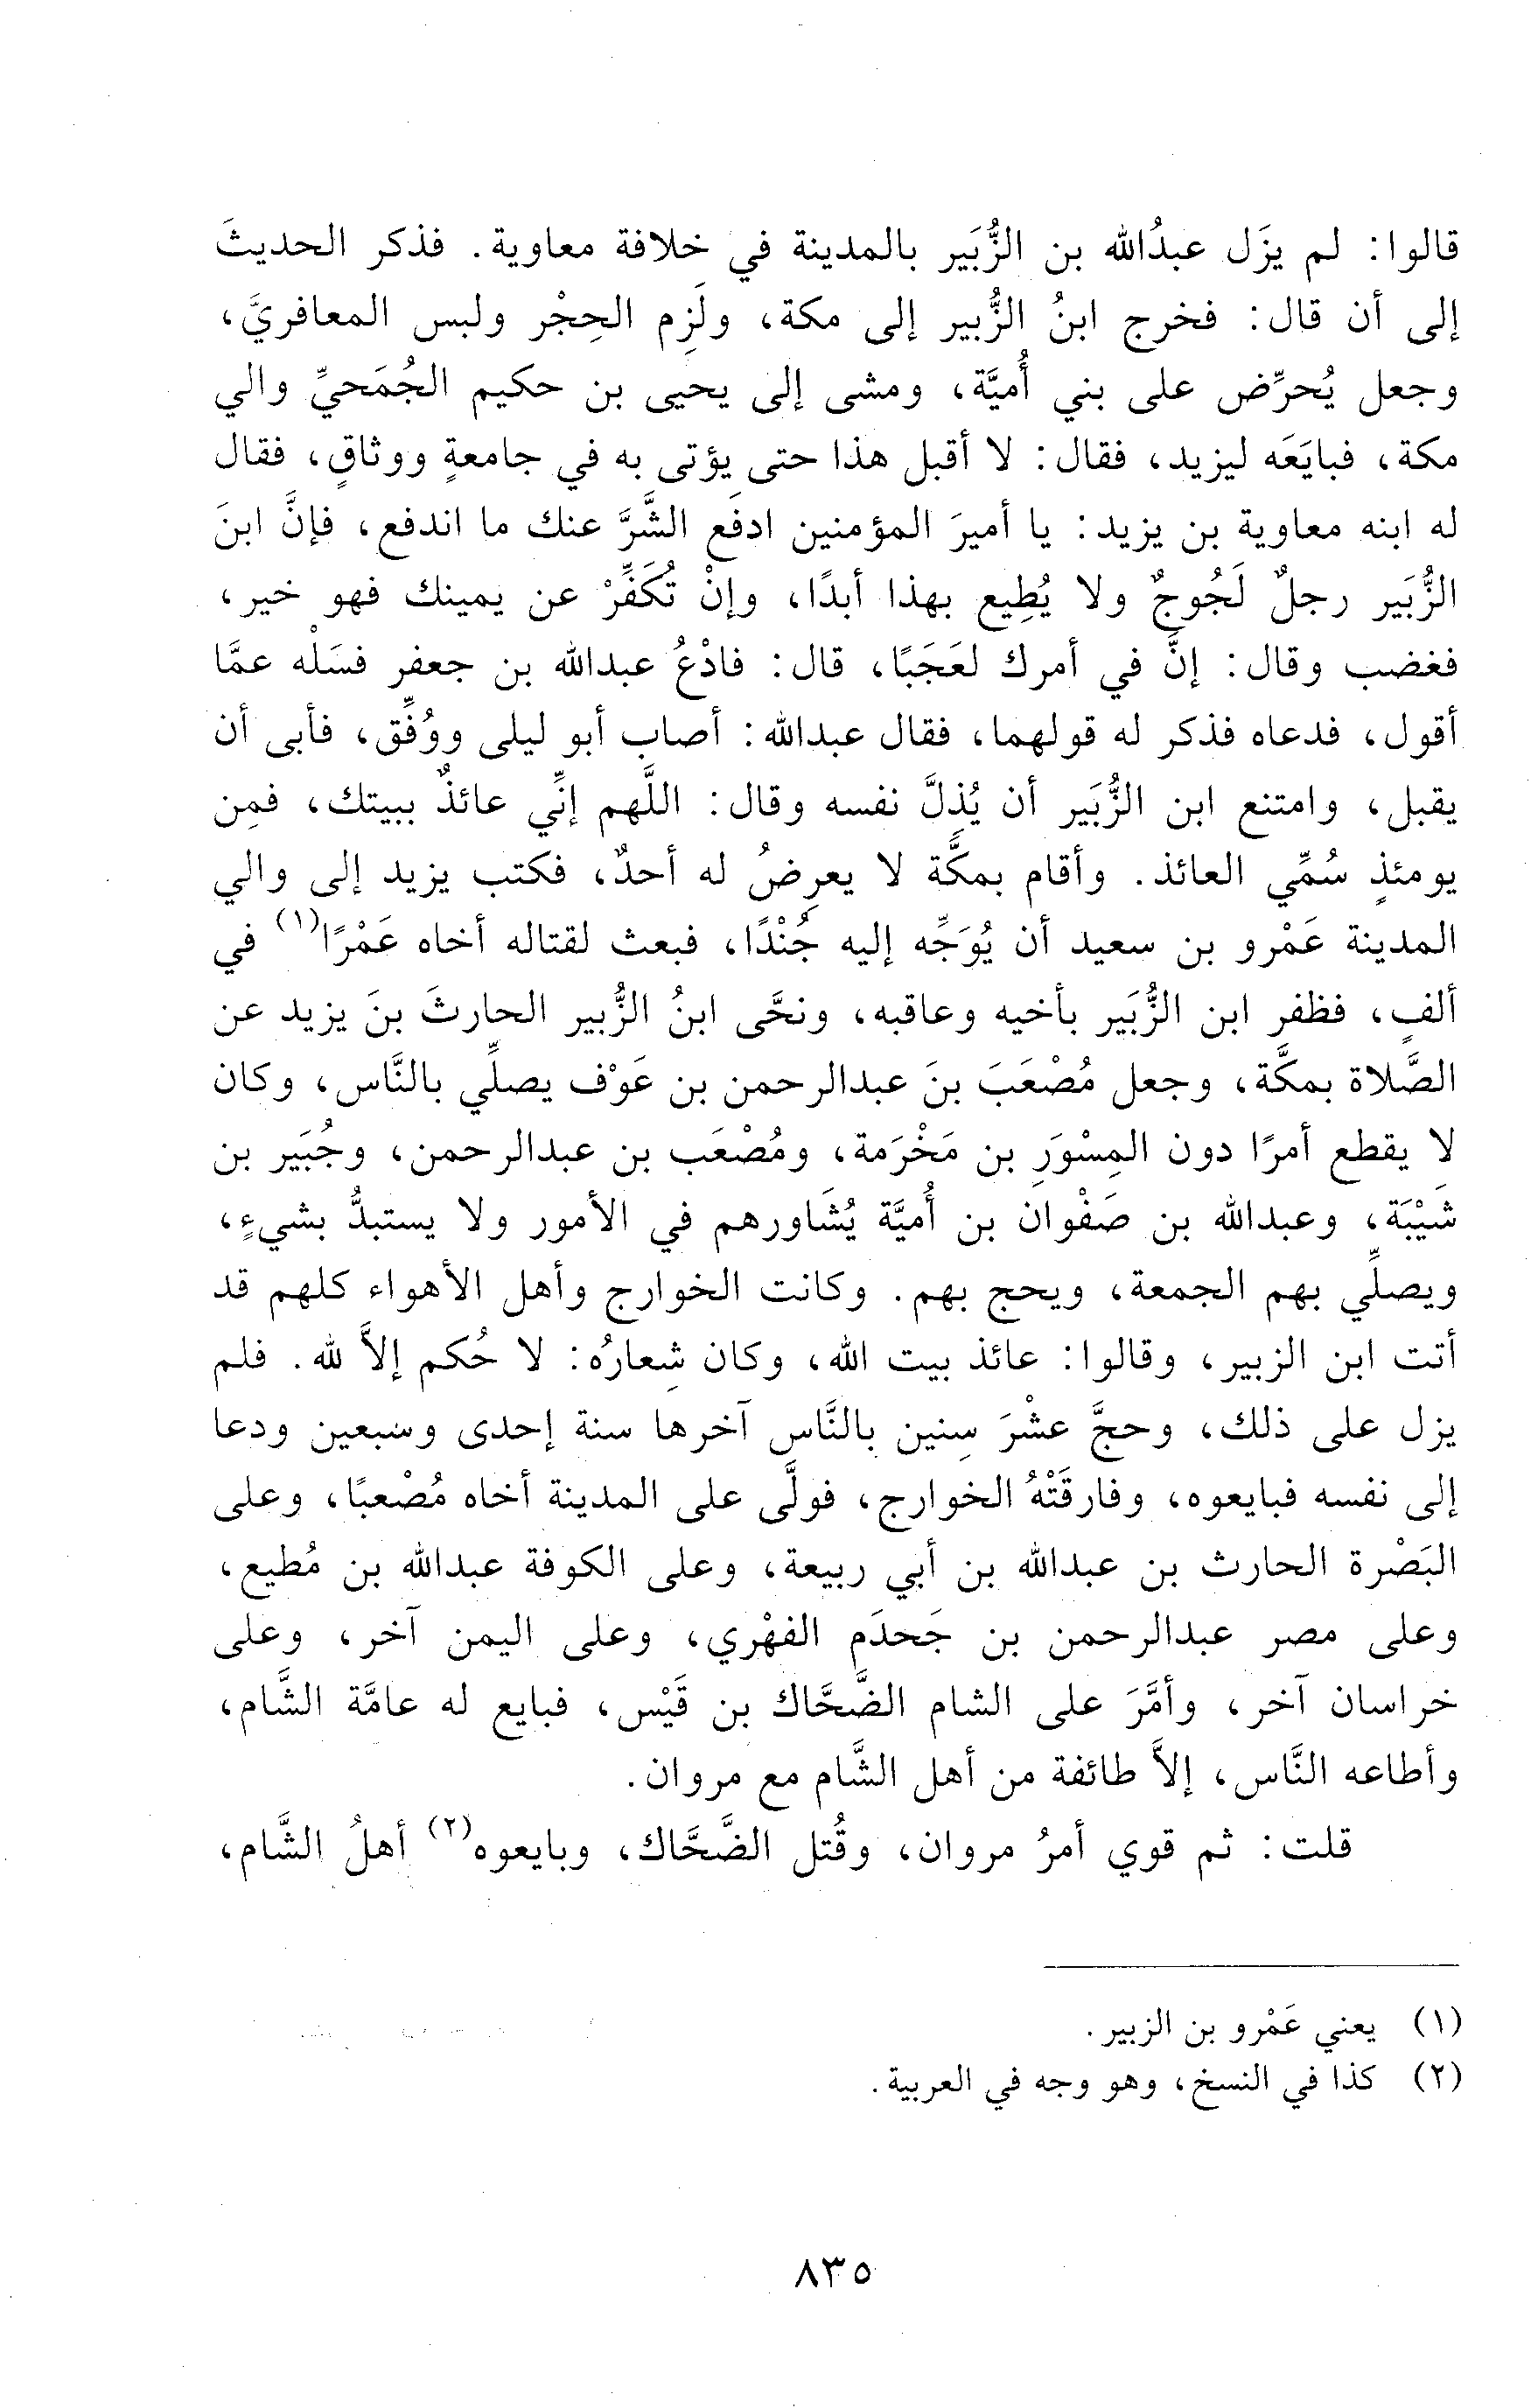 قالوا: لم يزَل عبدُالله بن الزُّبَير بالمدينة في خلافة معاوية. فذكر الحديثَ
إلى أن قال: فخرج ابنُ الزُّبير إلى مكة، ولَزِم الحِجْر ولبس المعافريَّ،
وجعل يُحرِّض على بني أُميَّة، ومشى إلى يحيى بن حكيم الجُمَحيِّ والي
مكة، فبايَعَه ليزيد، فقال: لا أقبل هذا حتى يؤتى به في جامعةٍ ووثاقٍ، فقال
له ابنه معاوية بن يزيد: يا أميرَ المؤمنين ادفَع الشَّرَّ عنك ما اندفع، فإنَّ ابنَ
الزُّبَير رجلٌ لَجُوجٌ ولا يُطِيع بهذا أبدًا، وإنْ تُكَفِّرْ عن يمينك فهو خير،
فغضب وقال: إنَّ في أمرك لعَجَبًا، قال: فادْعُ عبدالله بن جعفر فسَلْه عمَّا
أقول، فدعاه فذكر له قولهما، فقال عبدالله: أصاب أبو ليلى ووُفِّق، فأبى أن
يقبل، وامتنع ابن الزُّبَير أن يُذلَّ نفسه وقال: اللَّهم إنِّي عائذٌ ببيتك، فمِن
يومئذٍ سُمِّي العائذ. وأقام بمكَّة لا يعرِضُ له أحدٌ، فكتب يزيد إلى والي
المدينة عَمْرو بن سعيد أن يُوَجِّه إليه جُنْدًا، فبعث لقتاله أخاه عَمْرًا(١) في
ألفٍ، فظفر ابن الزُّبَير بأخيه وعاقبه، ونحَّى ابنُ الزُّبير الحارثَ بنَ يزيد عن
الصَّلاة بمكَّة، وجعل مُصْعَبَ بنَ عبدالرحمن بن عَوْف يصلِّي بالنَّاس، وكان
لا يقطع أمرًا دون المِسْوَرِ بن مَخْرَمة، ومُصْعَب بن عبدالرحمن، وجُبَير بن
شَيْبَة، وعبدالله بن صَفْوان بن أُميَّة يُشَاورهم في الأمور ولا يستبدُّ بشيءٍ،
ويصلِّي بهم الجمعة، ويحج بهم. وكانت الخوارج وأهل الأهواء كلهم قد
أتت ابن الزبير، وقالوا: عائذ بيت الله، وكان شِعارُه: لا حُكم إلاَّ لله. فلم
يزل على ذلك، وحجَّ عشْرَ سِنين بالنَّاس آخرها سنة إحدى وسبعين ودعا
إلى نفسه فبايعوه، وفارقَتْهُ الخوارج، فولَّى على المدينة أخاه مُصْعبًا، وعلى
البَصْرة الحارث بن عبدالله بن أبي ربيعة، وعلى الكوفة عبدالله بن مُطيع،
وعلى مصر عبدالرحمن بن جَحدَم الفهْري، وعلى اليمن آخر، وعلى
خراسان آخر، وأمَّرَ على الشام الضَّحَّاك بن قَيْس، فبايع له عامَّة الشَّام،
وأطاعه النَّاس، إلاَّ طائفة من أهل الشَّام مع مروان.
قلت: ثم قوي أمرُ مروان، وقُتل الضَّحَّاك، وبايعوه(٢) أهلُ الشَّام،
(١) يعني عَمْرو بن الزبير.
(٢) كذا في النسخ، وهو وجه في العربية.
٨٣٥